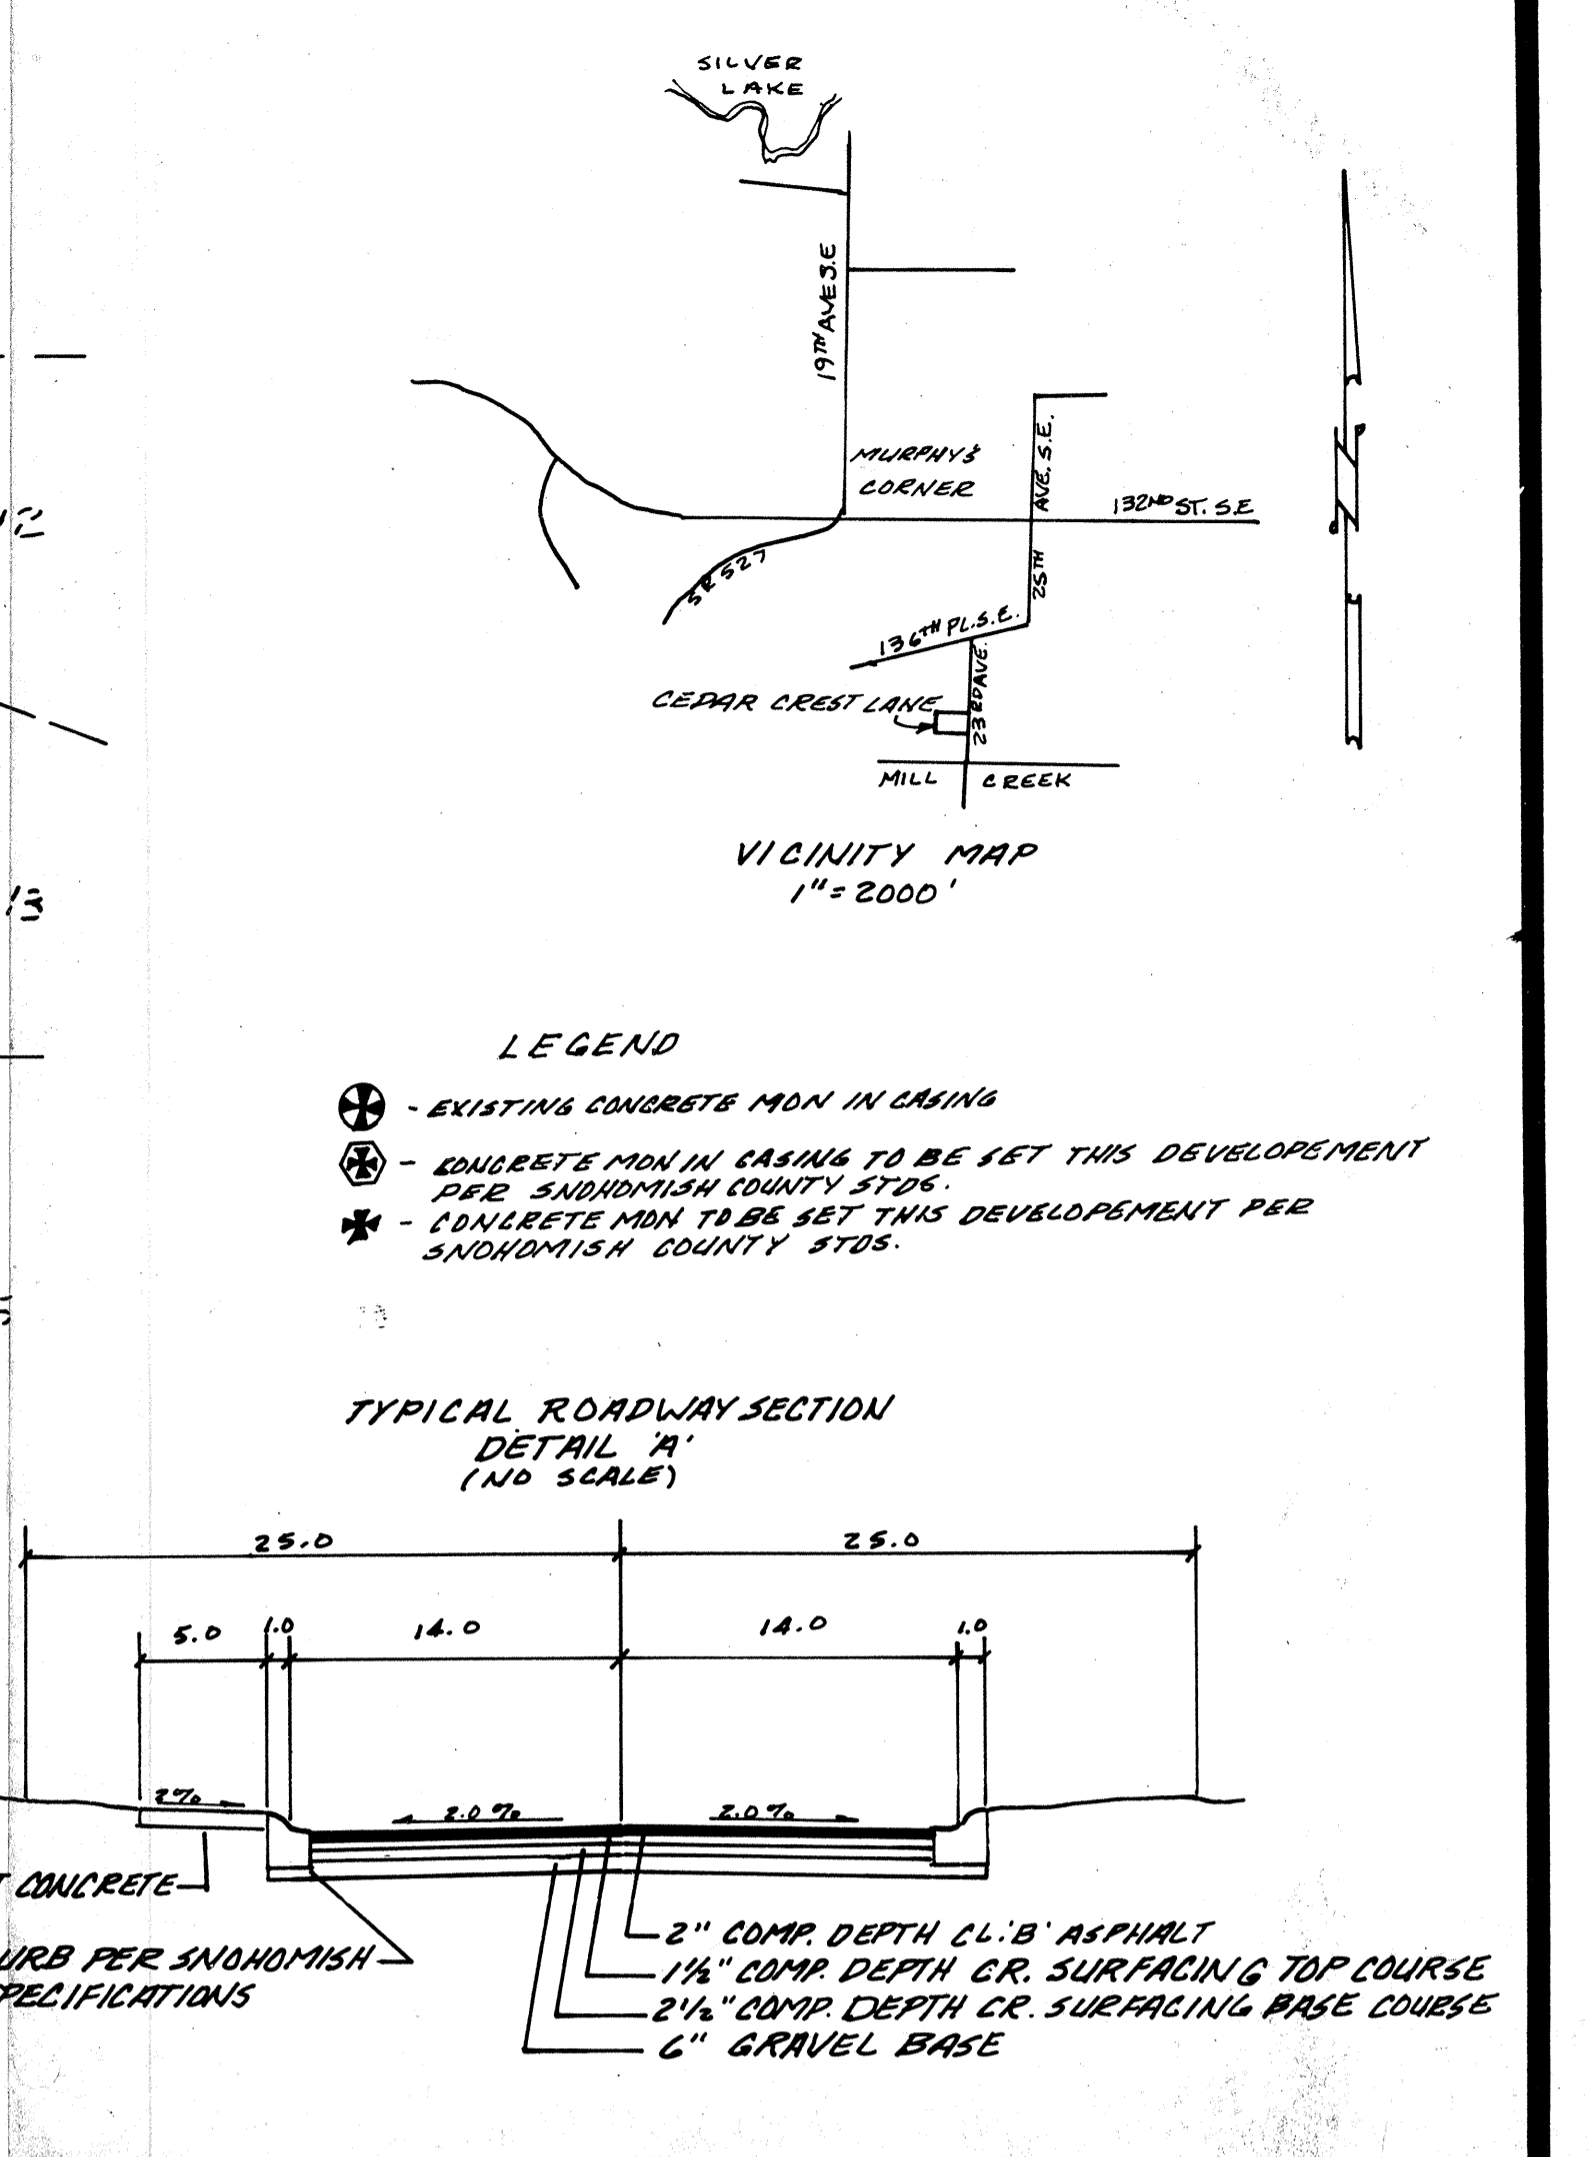 SILVER
LAKE
19TH AVE S.E
MURPHY'S
CORNER
25TH AVE. S.E.
132ND ST. S.E
SR 527
136TH PL. S.E.
23RD AVE.
CEDAR CREST LANE
MILL CREEK
N
VICINITY MAP
1" = 2000'
12
13
LEGEND
- EXISTING CONCRETE MON IN CASING
- CONCRETE MON IN CASING TO BE SET THIS DEVELOPEMENT
PER SNOHOMISH COUNTY STDS.
- CONCRETE MON TO BE SET THIS DEVELOPEMENT PER
SNOHOMISH COUNTY STDS.
TYPICAL ROADWAY SECTION
DETAIL 'A'
(NO SCALE)
25.0 25.0
5.0 1.0 14.0 14.0 1.0
2% 2.0% 2.0%
T CONCRETE
URB PER SNOHOMISH
PECIFICATIONS
2" COMP. DEPTH CL. 'B' ASPHALT
1½" COMP. DEPTH CR. SURFACING TOP COURSE
2½" COMP. DEPTH CR. SURFACING BASE COURSE
6" GRAVEL BASE